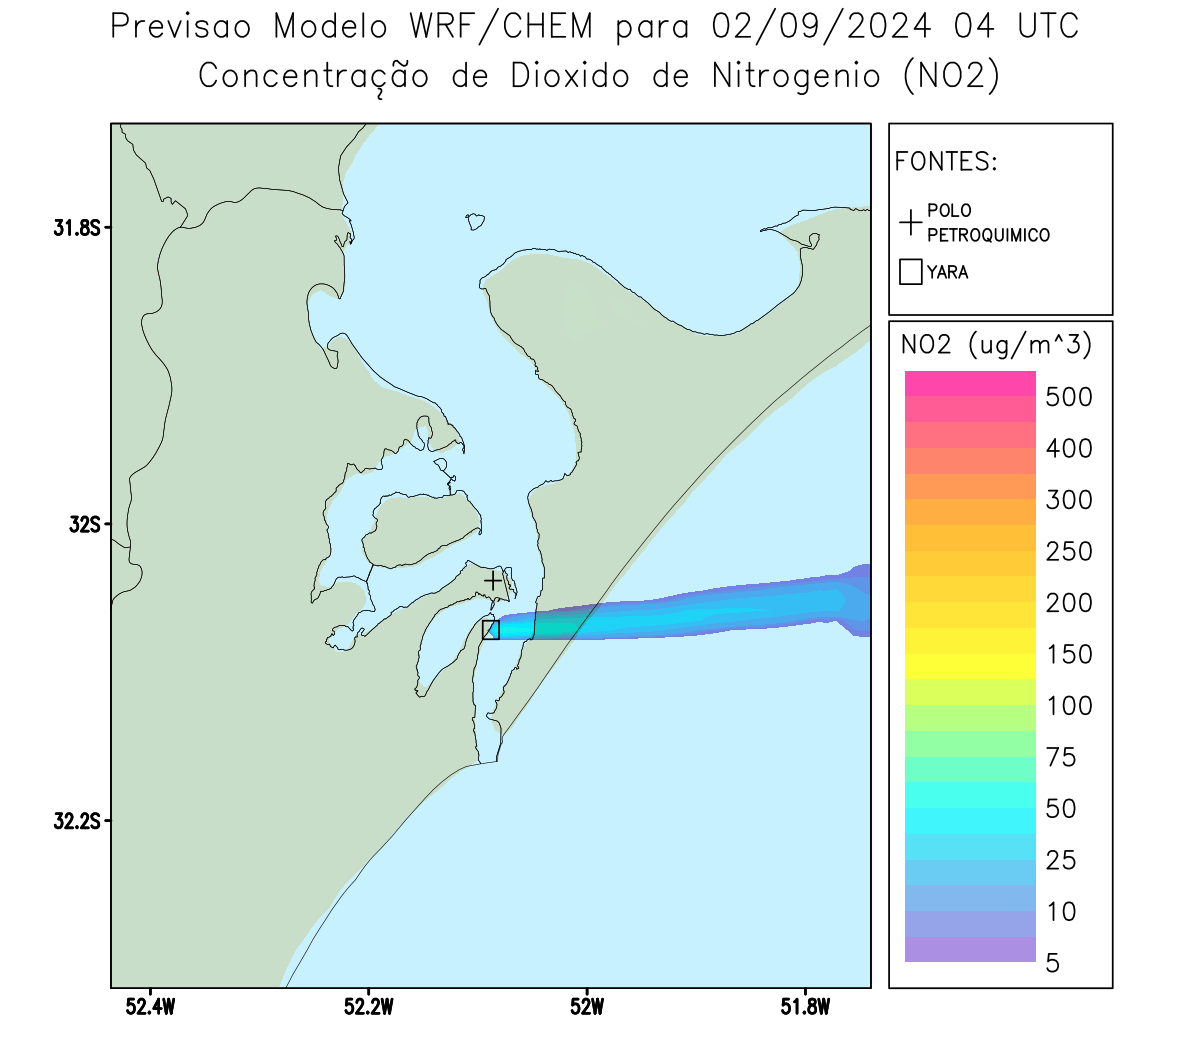 Previsao Modelo WRF/CHEM para 02/09/2024 04 UTC
Concentração de Dioxido de Nitrogenio (NO2)
FONTES:
POLO
PETROQUIMICO
YARA
31.8S
32S
32.2S
52.4W
52.2W
52W
51.8W
NO2 (ug/m^3)
500
400
300
250
200
150
100
75
50
25
10
5